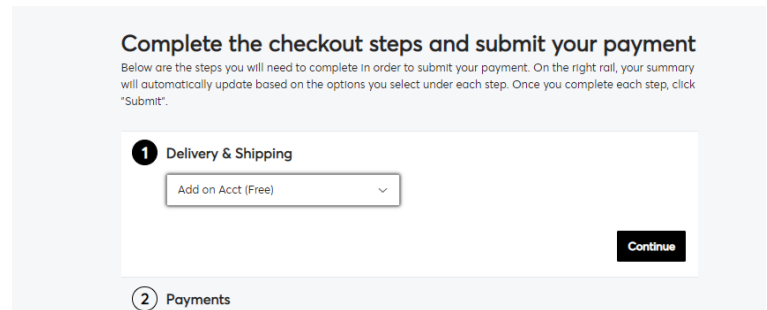 Complete the checkout steps and submit your payment
Below are the steps you will need to complete in order to submit your payment. On the right rail, your summary
will automatically update based on the options you select under each step. Once you complete each step, click
"Submit".
1 Delivery & Shipping
Add on Acct (Free)
Continue
2 Payments